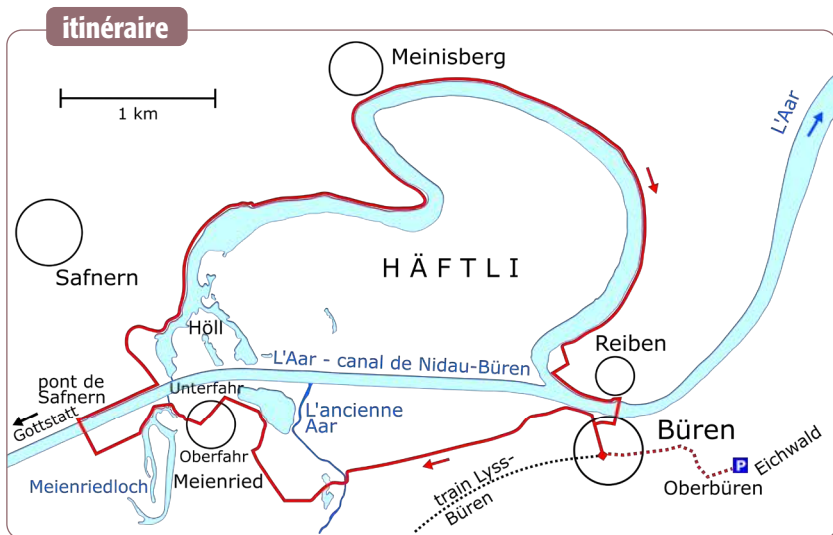 itinéraire
Meinisberg
1 km
L'Aar
Safnern
HÄFTLI
Höll
Reiben
L'Aar - canal de Nidau-Büren
pont de
Safnern
Gottstatt
Unterfahr
L'ancienne
Aar
Oberfahr
Meienried
Meienriedloch
Büren
train Lyss-
Büren
P
Eichwald
Oberbüren